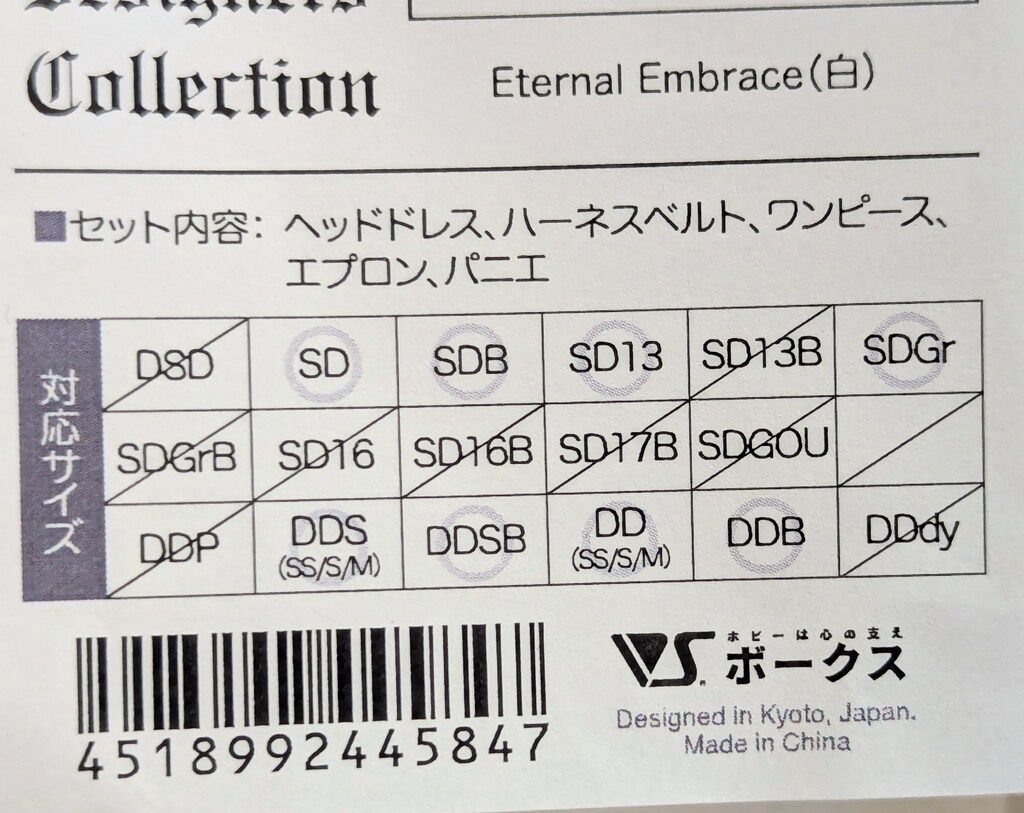 Designers
Collection
Eternal Embrace(白)
■セット内容: ヘッドドレス、ハーネスベルト、ワンピース、
エプロン、パニエ
対応サイズ
DSD SD SDB SD13 SD13B SDGr
SDGrB SD16 SD16B SD17B SDGOU
DDP DDS (SS/S/M) DDSB DD (SS/S/M) DDB DDdy
4518992445847
VS
ホビーは心の支え
ボークス
Designed in Kyoto, Japan.
Made in China